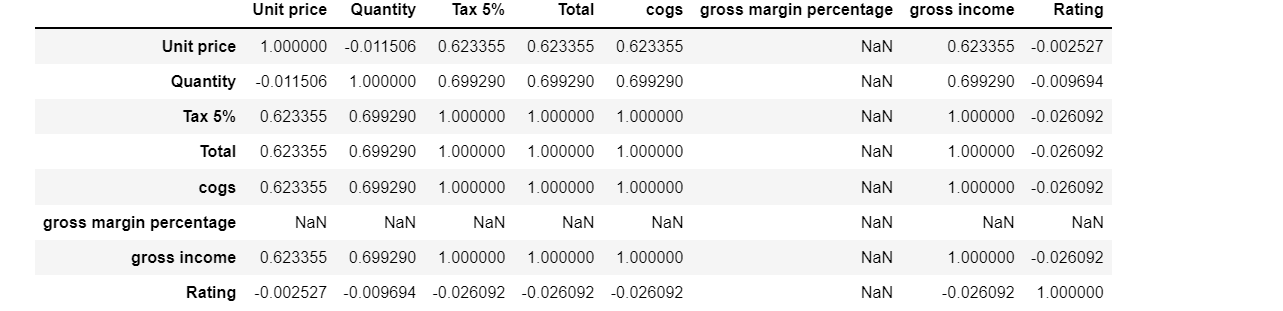 Unit price Quantity Tax 5% Total cogs gross margin percentage gross income Rating
Unit price 1.000000 -0.011506 0.623355 0.623355 0.623355 NaN 0.623355 -0.002527
Quantity -0.011506 1.000000 0.699290 0.699290 0.699290 NaN 0.699290 -0.009694
Tax 5% 0.623355 0.699290 1.000000 1.000000 1.000000 NaN 1.000000 -0.026092
Total 0.623355 0.699290 1.000000 1.000000 1.000000 NaN 1.000000 -0.026092
cogs 0.623355 0.699290 1.000000 1.000000 1.000000 NaN 1.000000 -0.026092
gross margin percentage NaN NaN NaN NaN NaN NaN NaN NaN
gross income 0.623355 0.699290 1.000000 1.000000 1.000000 NaN 1.000000 -0.026092
Rating -0.002527 -0.009694 -0.026092 -0.026092 -0.026092 NaN -0.026092 1.000000